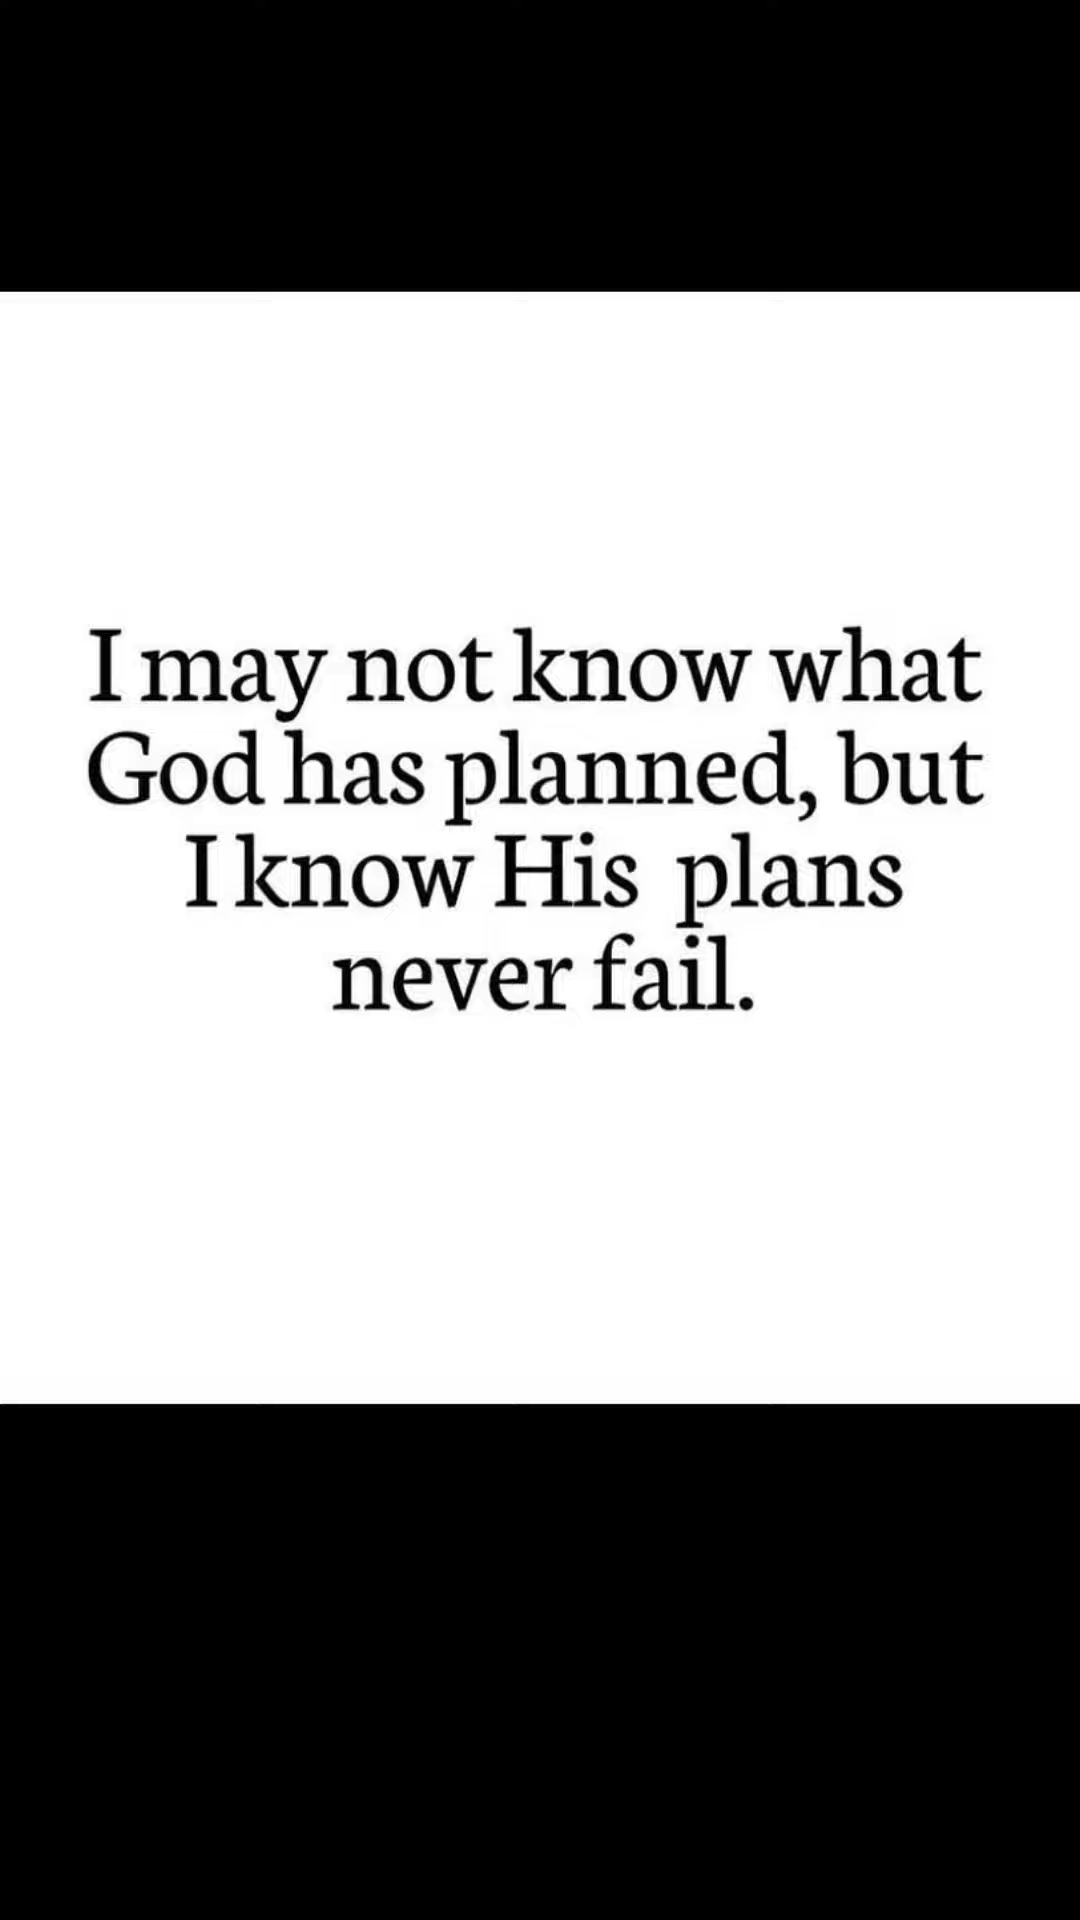 I may not know what
God has planned, but
I know His plans
never fail.